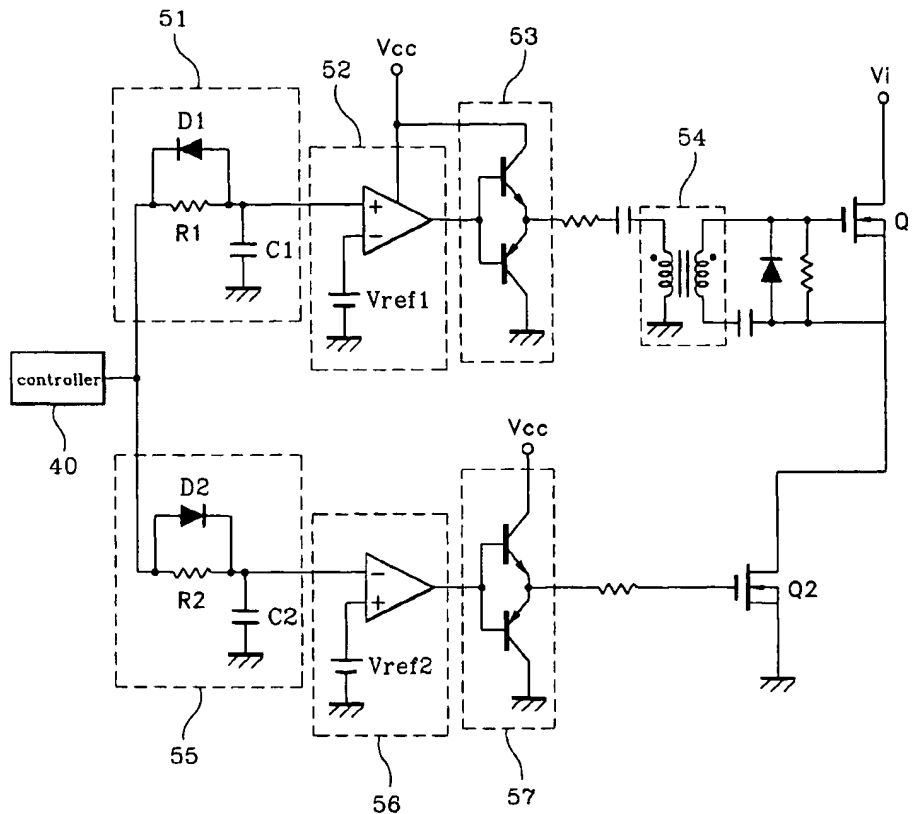 51
53
Vcc
52
Vi
D1
54
+
Q
R1
−
C1
Vref1
controller
Vcc
40
D2
−
Q2
R2
+
C2
Vref2
55
57
56